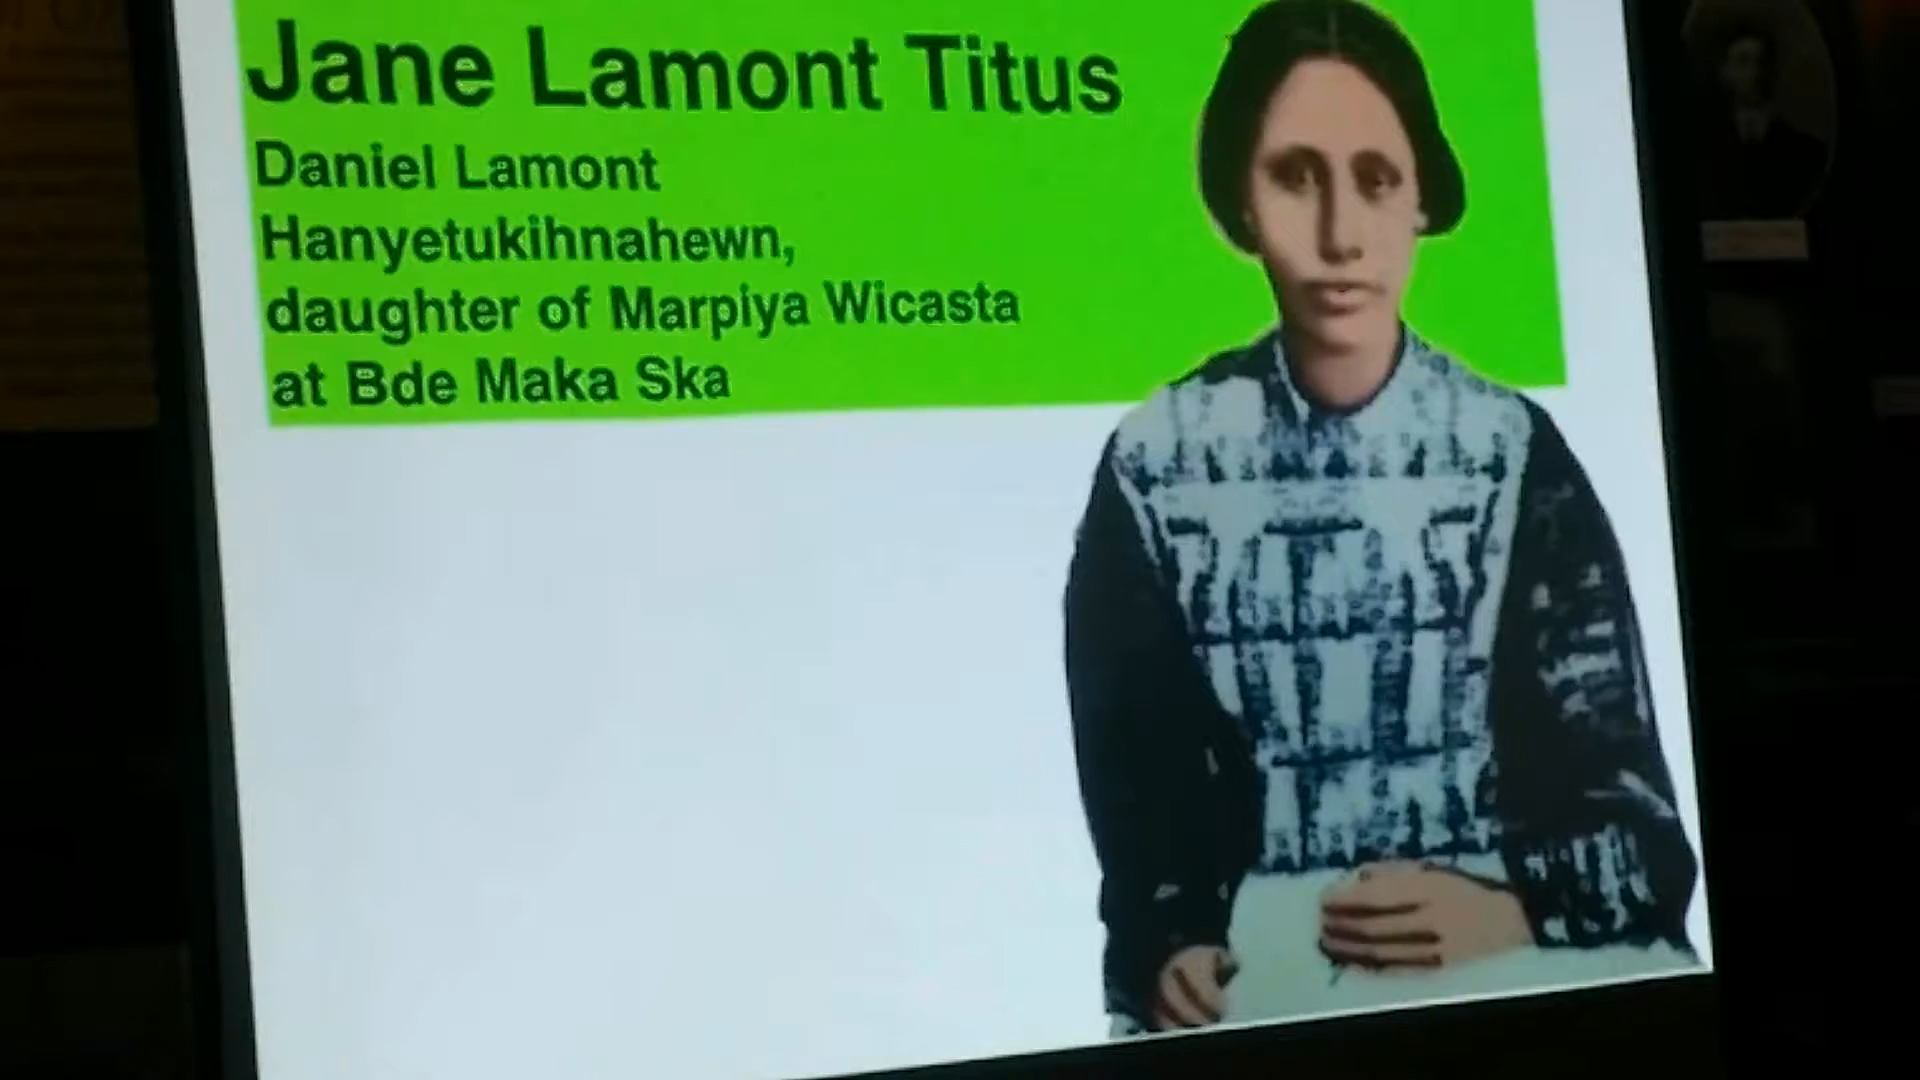 Jane Lamont Titus
Daniel Lamont
Hanyetukihnahewn,
daughter of Marpiya Wicasta
at Bde Maka Ska